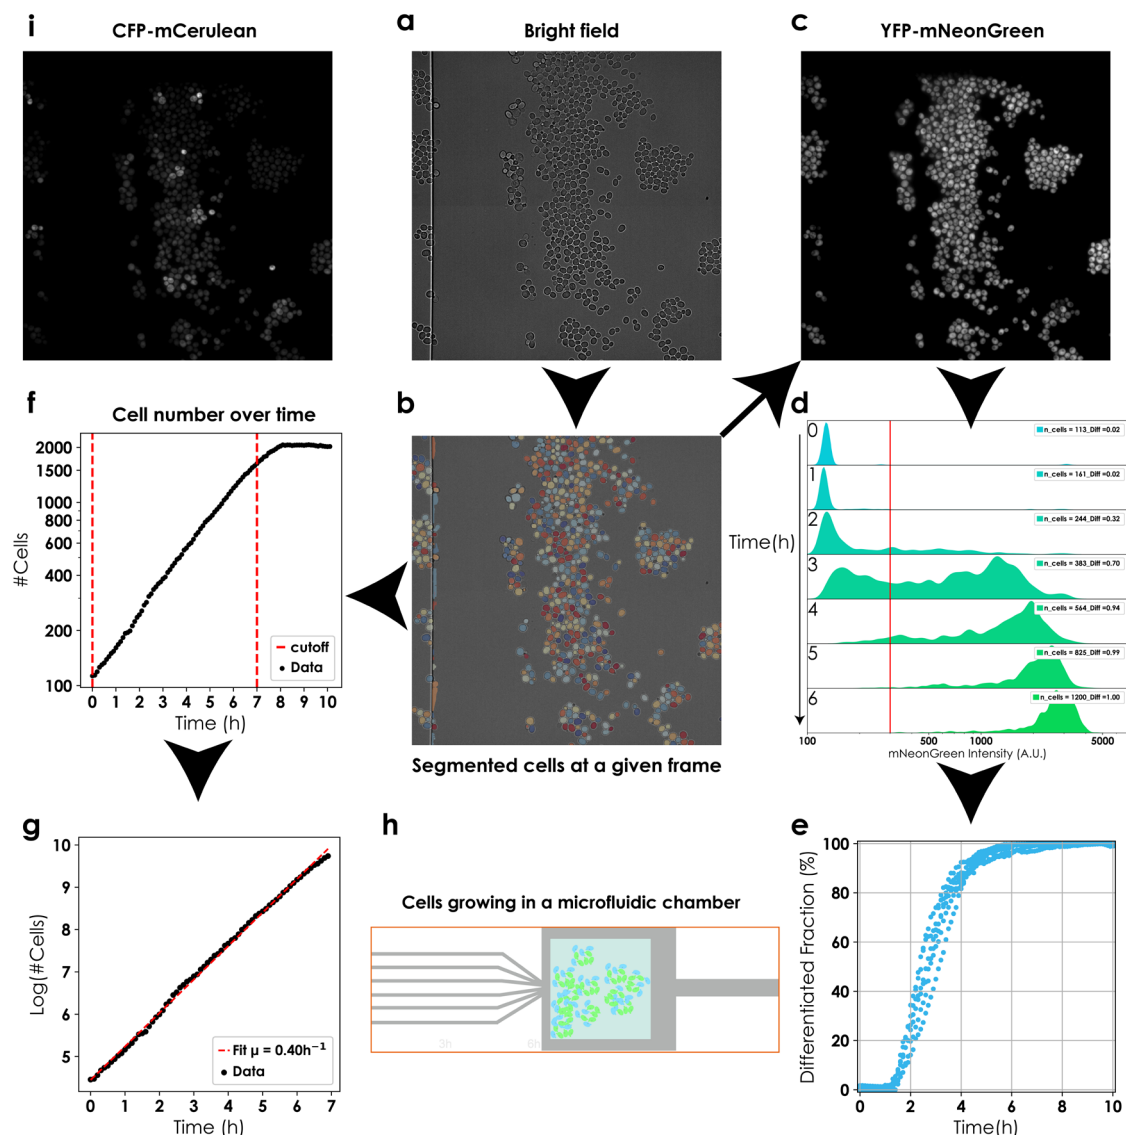 i
CFP-mCerulean
a
Bright field
c
YFP-mNeonGreen
f
Cell number over time
2000
1500
1000
800
600
400
200
100
#Cells
cutoff
Data
0 1 2 3 4 5 6 7 8 9 10
Time (h)
b
Segmented cells at a given frame
d
Time(h)
0
n_cells = 113_Diff =0.02
1
n_cells = 161_Diff =0.02
2
n_cells = 244_Diff =0.32
3
n_cells = 383_Diff =0.70
4
n_cells = 564_Diff =0.94
5
n_cells = 825_Diff =0.99
6
n_cells = 1200_Diff =1.00
100 500 1000 5000
mNeonGreen Intensity (A.U.)
g
10
9
8
7
6
5
Log(#Cells)
Fit μ = 0.40h⁻¹
Data
0 1 2 3 4 5 6 7
Time (h)
h
Cells growing in a microfluidic chamber
3h 6h
e
100
80
60
40
20
0
Differentiated Fraction (%)
0 2 4 6 8 10
Time(h)